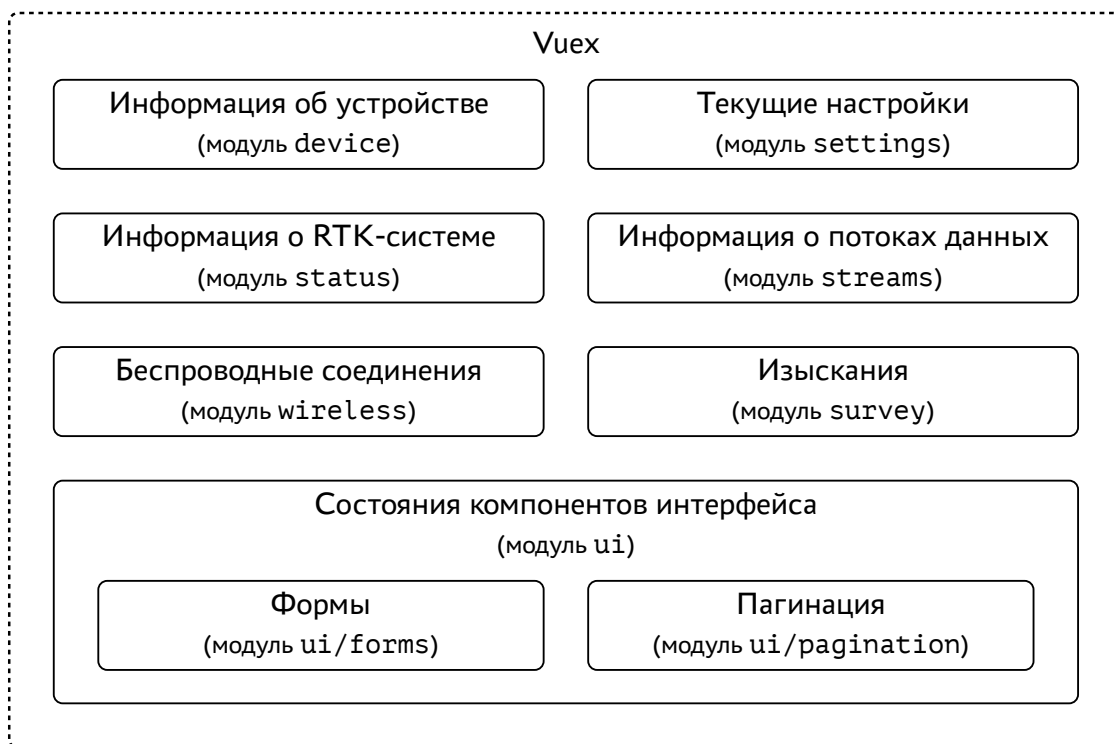 Vuex
Информация об устройстве
(модуль device)
Текущие настройки
(модуль settings)
Информация о RTK-системе
(модуль status)
Информация о потоках данных
(модуль streams)
Беспроводные соединения
(модуль wireless)
Изыскания
(модуль survey)
Состояния компонентов интерфейса
(модуль ui)
Формы
(модуль ui/forms)
Пагинация
(модуль ui/pagination)